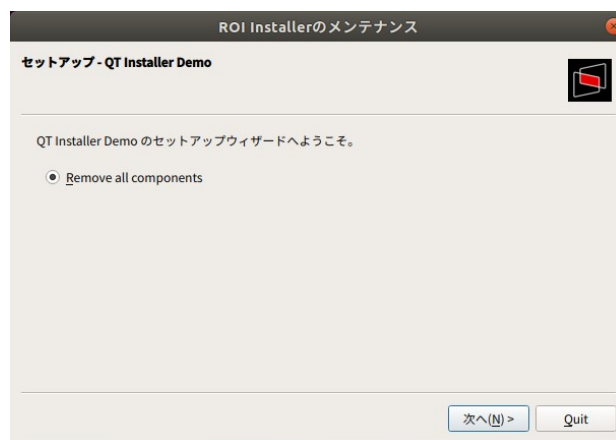 ROI Installerのメンテナンス
セットアップ - QT Installer Demo
QT Installer Demo のセットアップウィザードへようこそ。
Remove all components
次へ(N) >
Quit